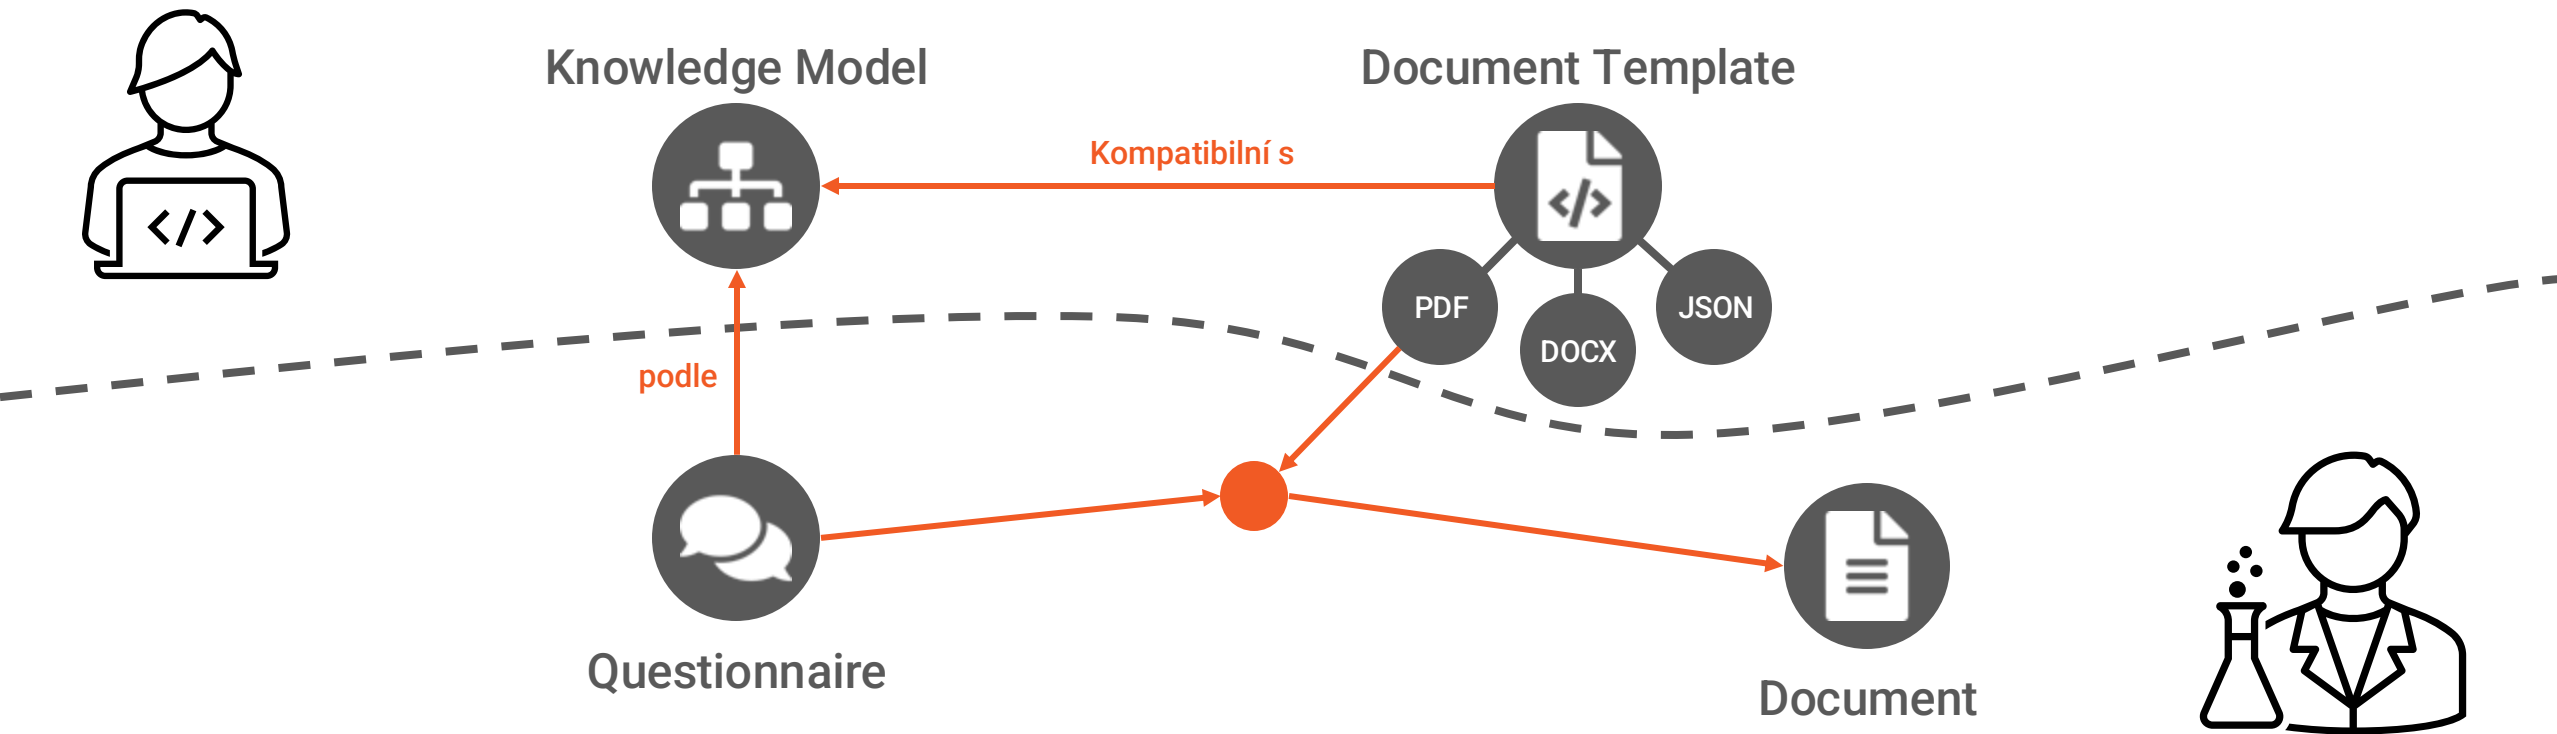 Knowledge Model
Document Template
Kompatibilní s
</>
</>
PDF
JSON
DOCX
podle
Questionnaire
Document